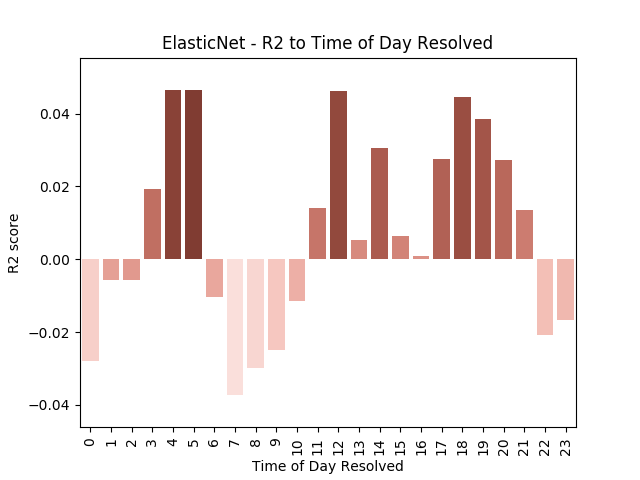 ElasticNet - R2 to Time of Day Resolved
R2 score
0.04
0.02
0.00
−0.02
−0.04
0 1 2 3 4 5 6 7 8 9 10 11 12 13 14 15 16 17 18 19 20 21 22 23
Time of Day Resolved